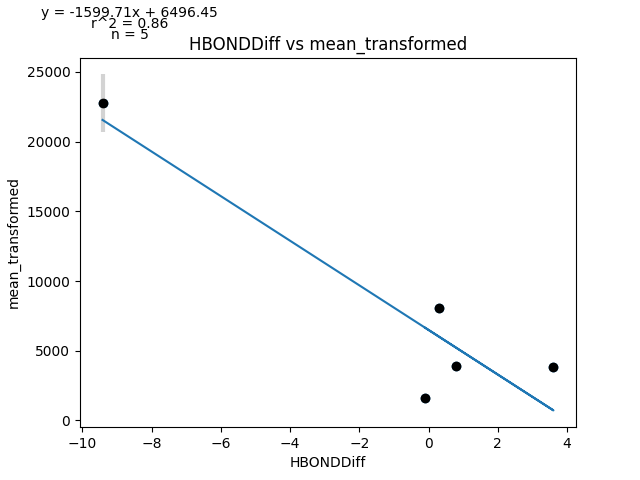 y = -1599.71x + 6496.45
r^2 = 0.86
n = 5
HBONDDiff vs mean_transformed
25000
20000
15000
10000
5000
0
mean_transformed
−10 −8 −6 −4 −2 0 2 4
HBONDDiff